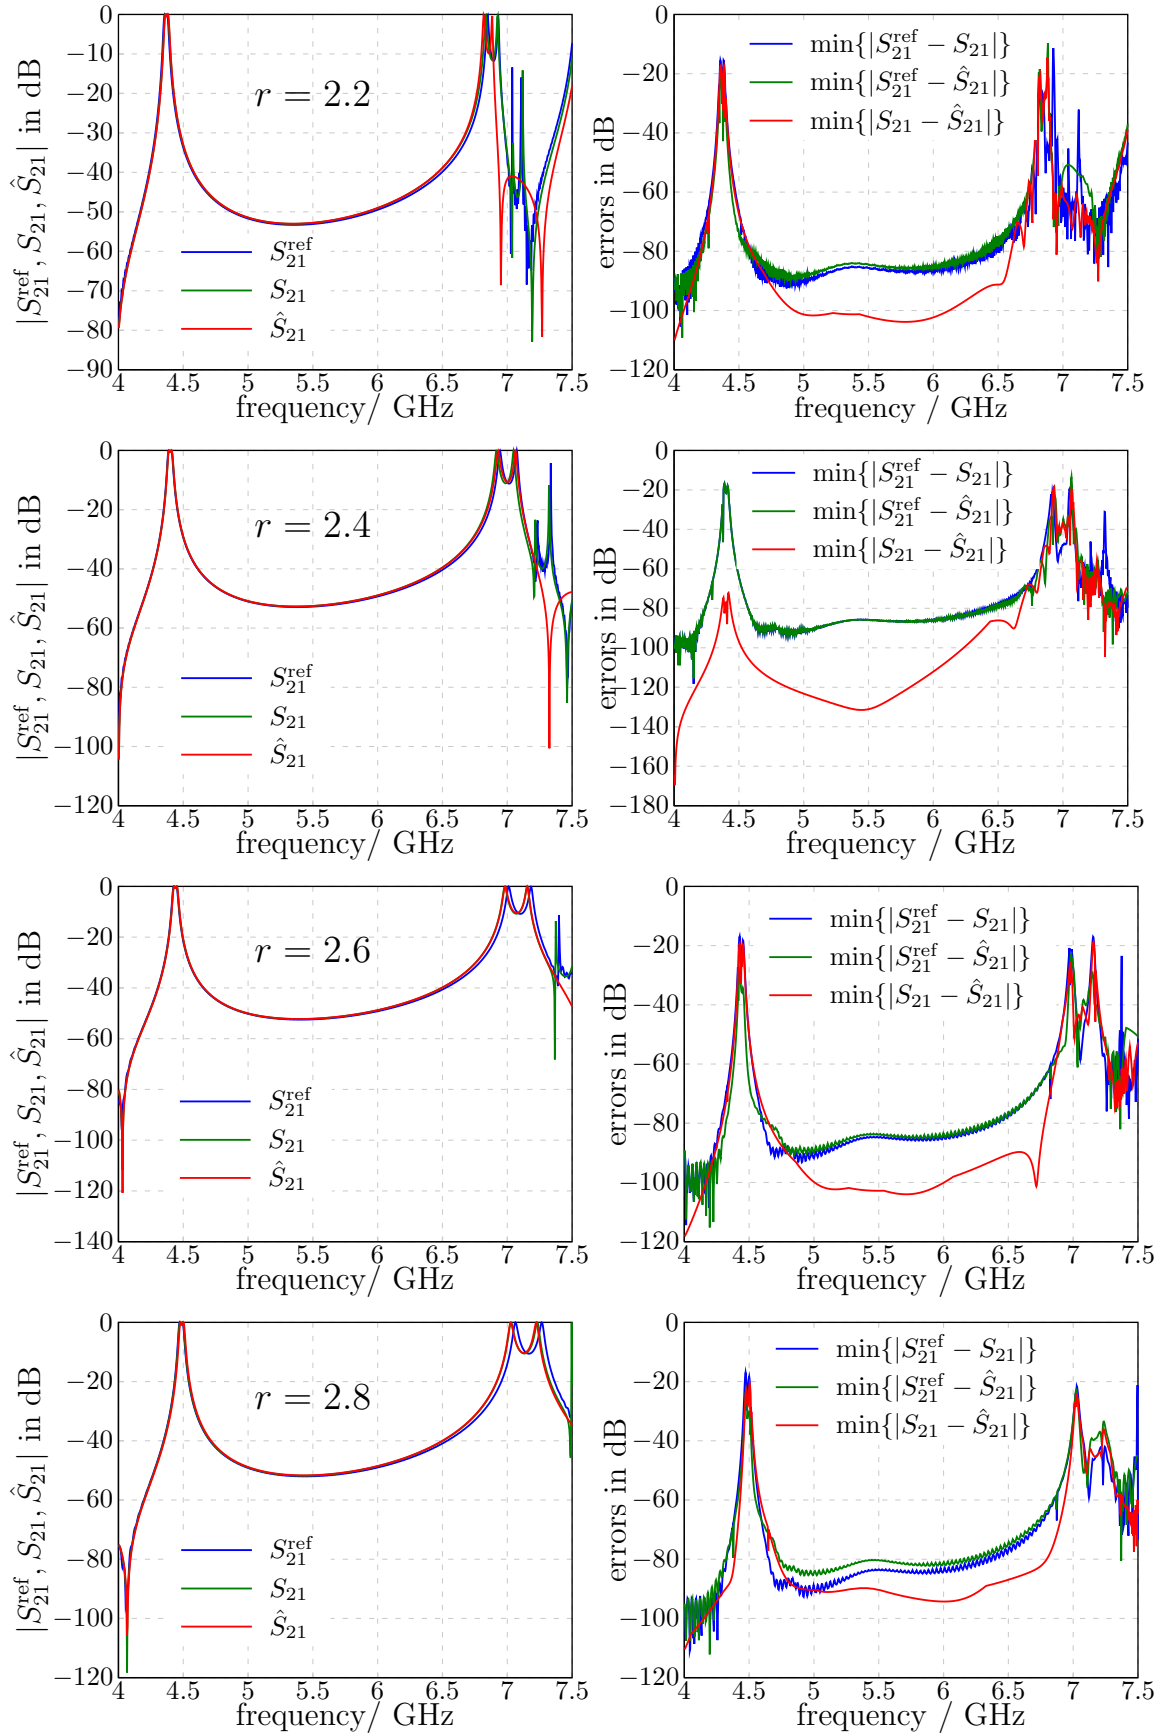 |S₂₁ʳᵉᶠ, S₂₁, Ŝ₂₁| in dB
0
−10
−20
−30
−40
−50
−60
−70
−80
−90
r = 2.2
S₂₁ʳᵉᶠ
S₂₁
Ŝ₂₁
4 4.5 5 5.5 6 6.5 7 7.5
frequency/ GHz
errors in dB
0
−20
−40
−60
−80
−100
−120
min{|S₂₁ʳᵉᶠ − S₂₁|}
min{|S₂₁ʳᵉᶠ − Ŝ₂₁|}
min{|S₂₁ − Ŝ₂₁|}
4 4.5 5 5.5 6 6.5 7 7.5
frequency / GHz
|S₂₁ʳᵉᶠ, S₂₁, Ŝ₂₁| in dB
0
−20
−40
−60
−80
−100
−120
r = 2.4
S₂₁ʳᵉᶠ
S₂₁
Ŝ₂₁
4 4.5 5 5.5 6 6.5 7 7.5
frequency/ GHz
errors in dB
0
−20
−40
−60
−80
−100
−120
−140
−160
−180
min{|S₂₁ʳᵉᶠ − S₂₁|}
min{|S₂₁ʳᵉᶠ − Ŝ₂₁|}
min{|S₂₁ − Ŝ₂₁|}
4 4.5 5 5.5 6 6.5 7 7.5
frequency / GHz
|S₂₁ʳᵉᶠ, S₂₁, Ŝ₂₁| in dB
0
−20
−40
−60
−80
−100
−120
−140
r = 2.6
S₂₁ʳᵉᶠ
S₂₁
Ŝ₂₁
4 4.5 5 5.5 6 6.5 7 7.5
frequency/ GHz
errors in dB
0
−20
−40
−60
−80
−100
−120
min{|S₂₁ʳᵉᶠ − S₂₁|}
min{|S₂₁ʳᵉᶠ − Ŝ₂₁|}
min{|S₂₁ − Ŝ₂₁|}
4 4.5 5 5.5 6 6.5 7 7.5
frequency / GHz
|S₂₁ʳᵉᶠ, S₂₁, Ŝ₂₁| in dB
0
−20
−40
−60
−80
−100
−120
r = 2.8
S₂₁ʳᵉᶠ
S₂₁
Ŝ₂₁
4 4.5 5 5.5 6 6.5 7 7.5
frequency/ GHz
errors in dB
0
−20
−40
−60
−80
−100
−120
min{|S₂₁ʳᵉᶠ − S₂₁|}
min{|S₂₁ʳᵉᶠ − Ŝ₂₁|}
min{|S₂₁ − Ŝ₂₁|}
4 4.5 5 5.5 6 6.5 7 7.5
frequency / GHz